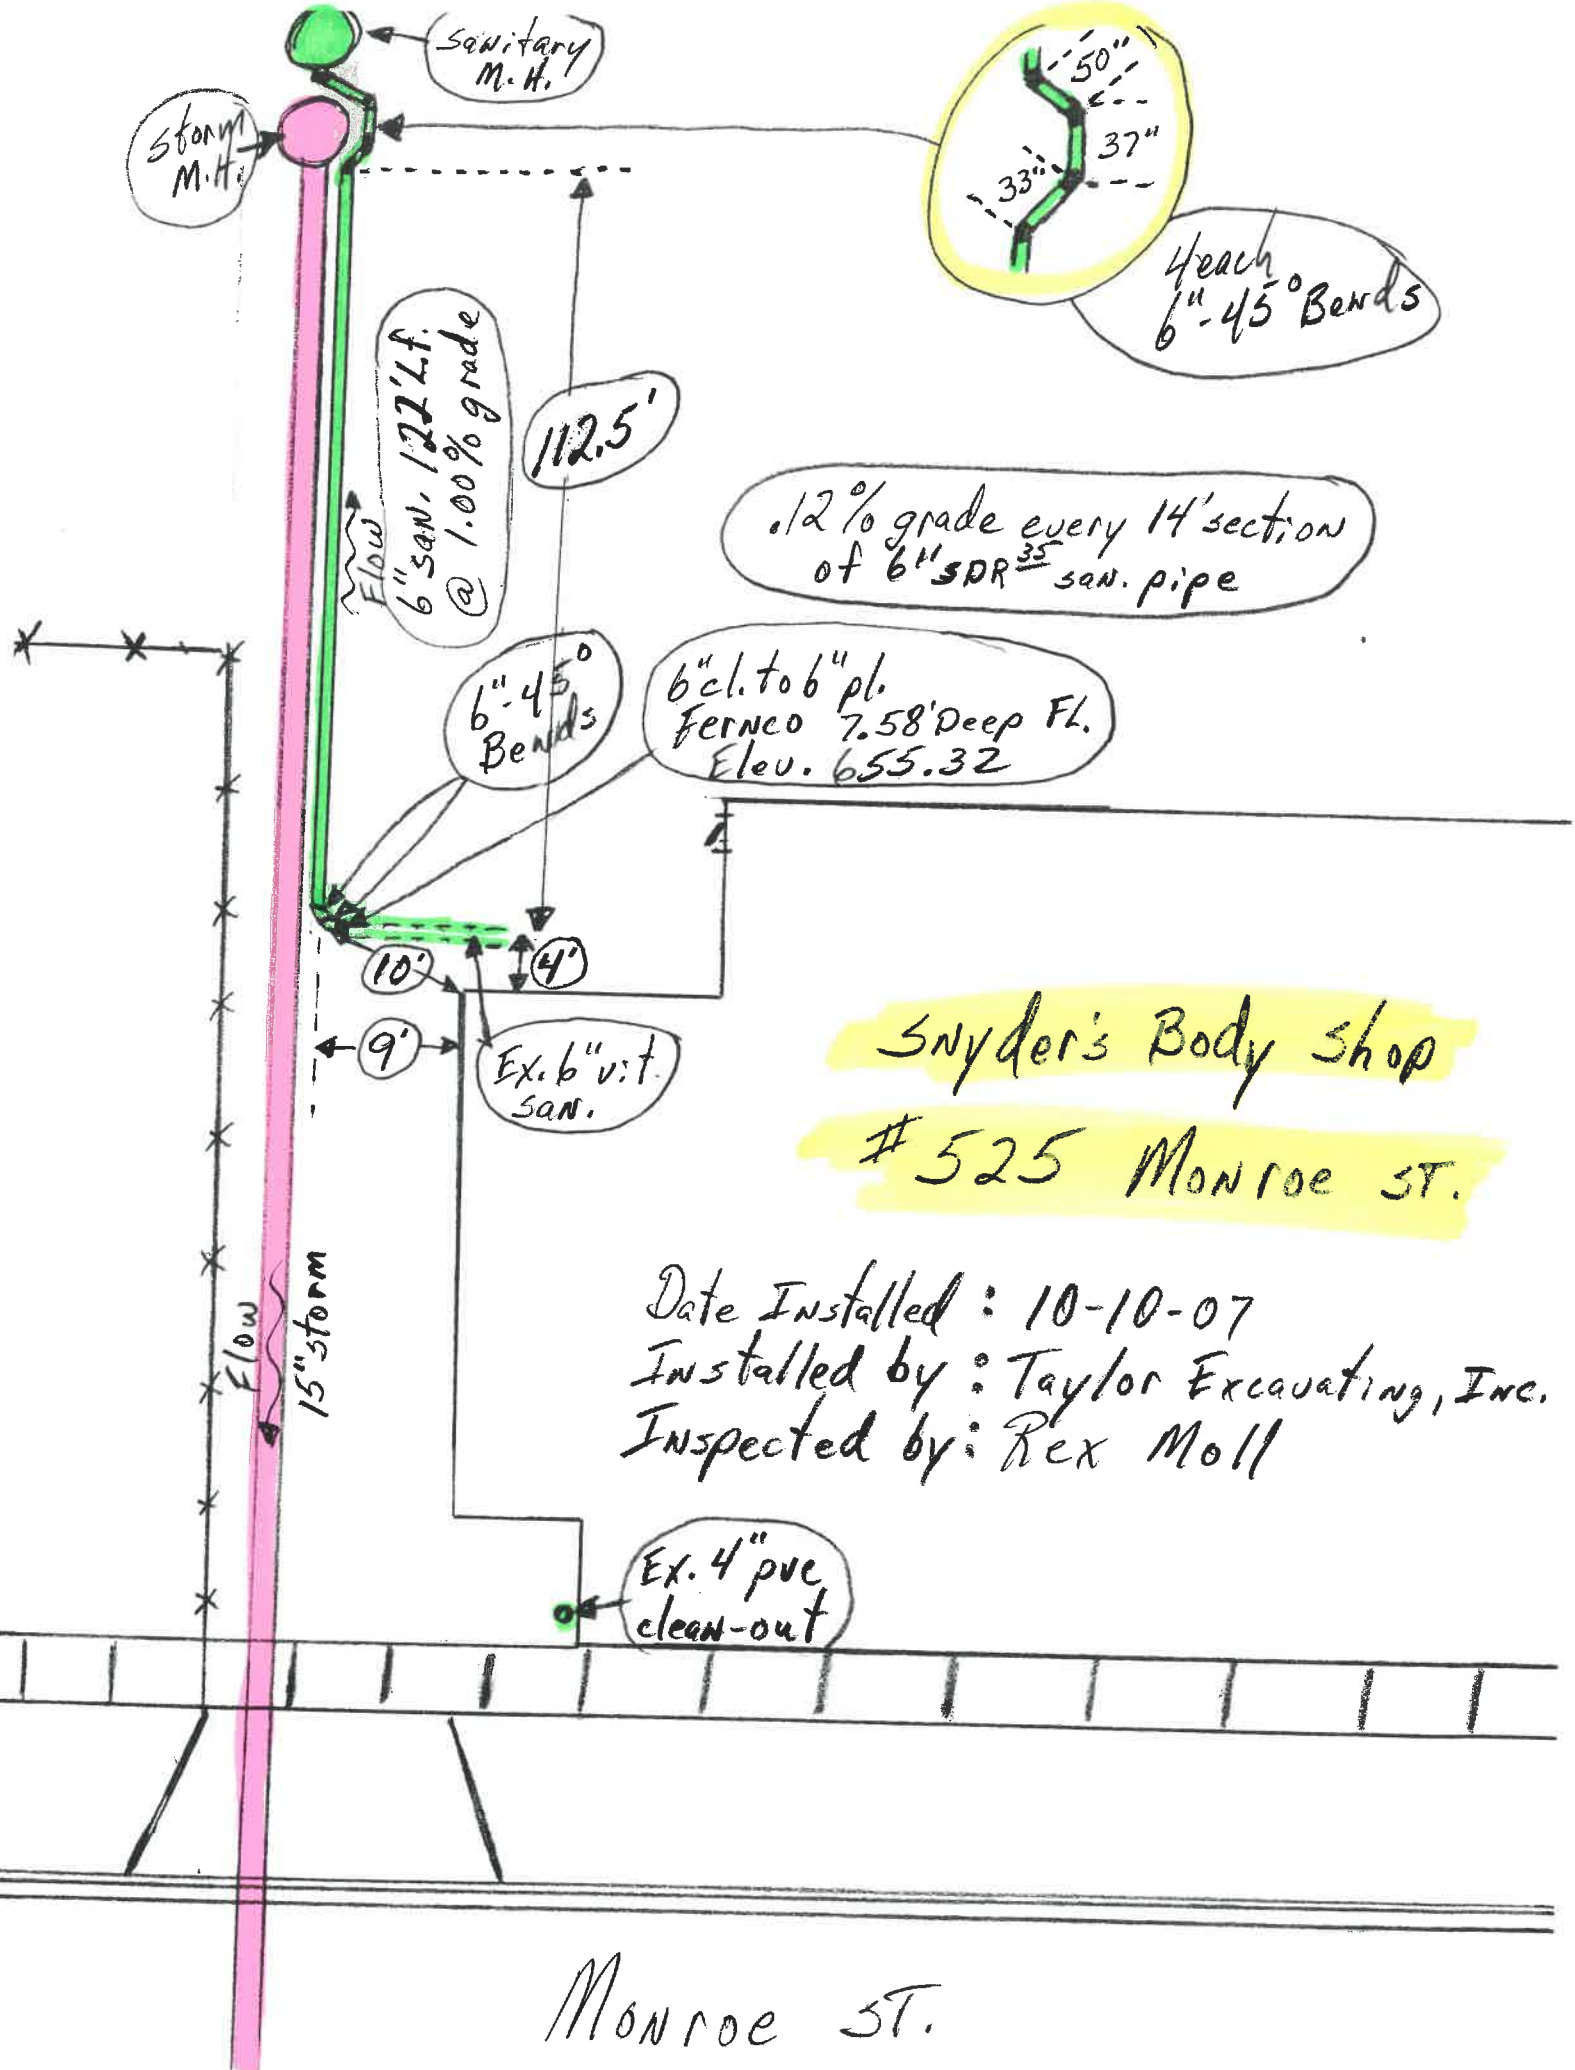 sanitary
M.H.
storm
M.H.
50"
37"
33"
4 each
6"-45° Bends
6" san. 122' L.f.
@ 1.00% grade
Flow
112.5'
.12% grade every 14' section
of 6" SDR 35 san. pipe
6"-45°
Bends
6" cl. to 6" pl.
Fernco 7.58' Deep FL.
Elev. 655.32
10'
4'
9'
Ex. 6" vit.
san.
Snyder's Body Shop
# 525 Monroe ST.
Date Installed : 10-10-07
Installed by : Taylor Excavating, Inc.
Inspected by : Rex Moll
Flow
15" storm
Ex. 4" pvc
clean-out
Monroe ST.